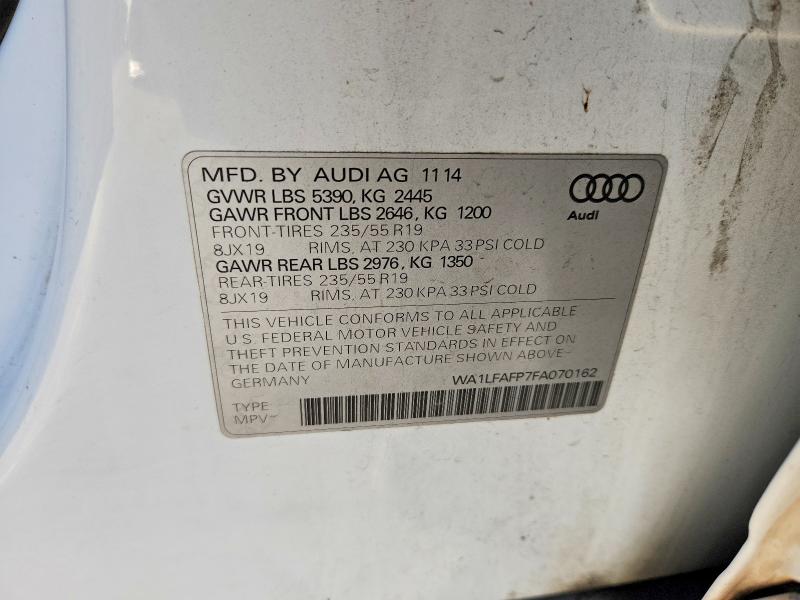 MFD. BY AUDI AG 11 14
GVWR LBS 5390, KG 2445
GAWR FRONT LBS 2646, KG 1200
FRONT-TIRES 235/55 R19
8JX19 RIMS, AT 230 KPA 33 PSI COLD
GAWR REAR LBS 2976, KG 1350
REAR-TIRES 235/55 R19
8JX19 RIMS, AT 230 KPA 33 PSI COLD
Audi
THIS VEHICLE CONFORMS TO ALL APPLICABLE
U.S. FEDERAL MOTOR VEHICLE SAFETY AND
THEFT PREVENTION STANDARDS IN EFFECT ON
THE DATE OF MANUFACTURE SHOWN ABOVE-
GERMANY WA1LFAFP7FA070162
TYPE
MPV-